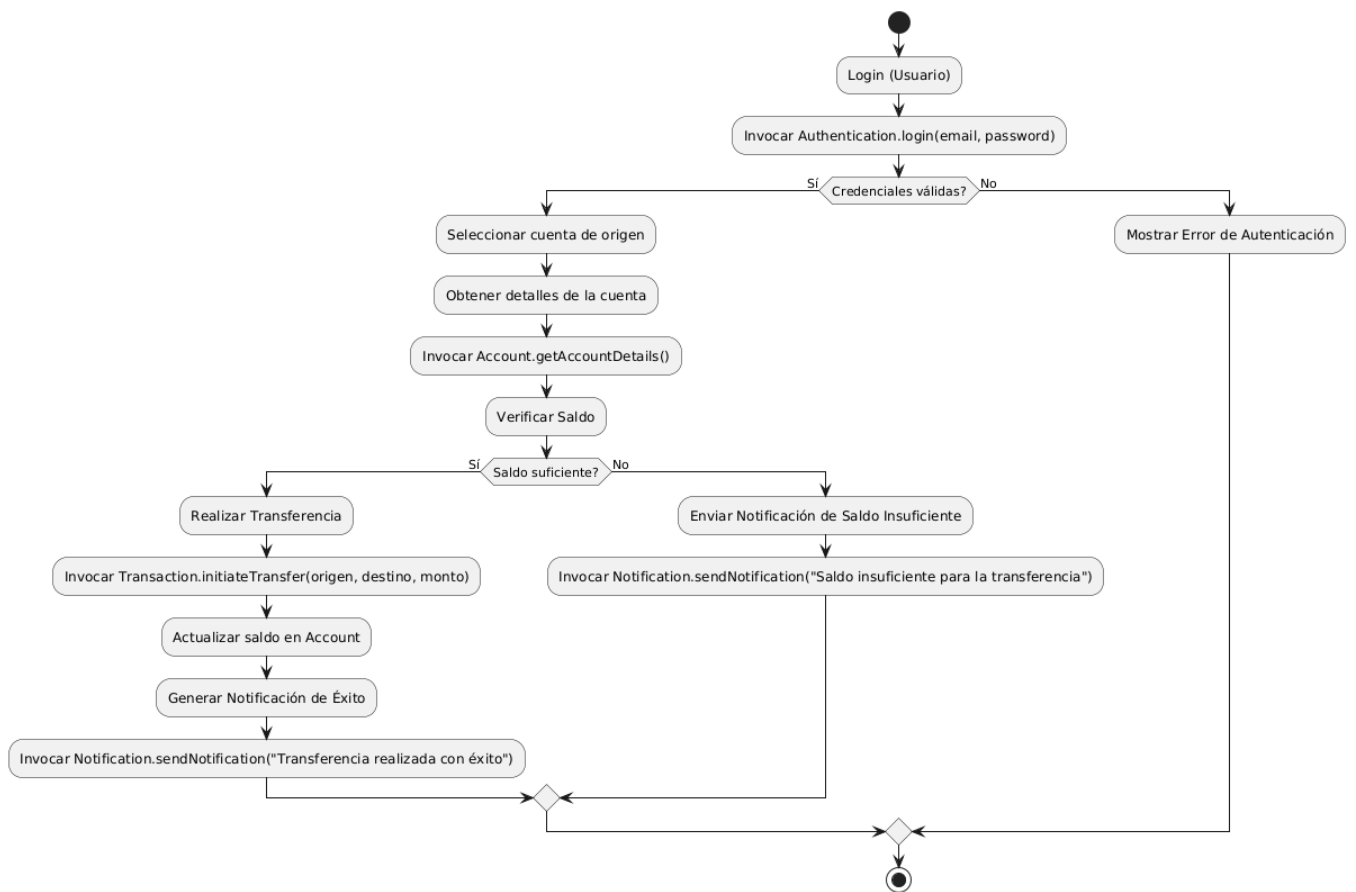 Login (Usuario)
Invocar Authentication.login(email, password)
Sí
Credenciales válidas?
No
Seleccionar cuenta de origen
Mostrar Error de Autenticación
Obtener detalles de la cuenta
Invocar Account.getAccountDetails()
Verificar Saldo
Sí
Saldo suficiente?
No
Realizar Transferencia
Enviar Notificación de Saldo Insuficiente
Invocar Transaction.initiateTransfer(origen, destino, monto)
Invocar Notification.sendNotification("Saldo insuficiente para la transferencia")
Actualizar saldo en Account
Generar Notificación de Éxito
Invocar Notification.sendNotification("Transferencia realizada con éxito")